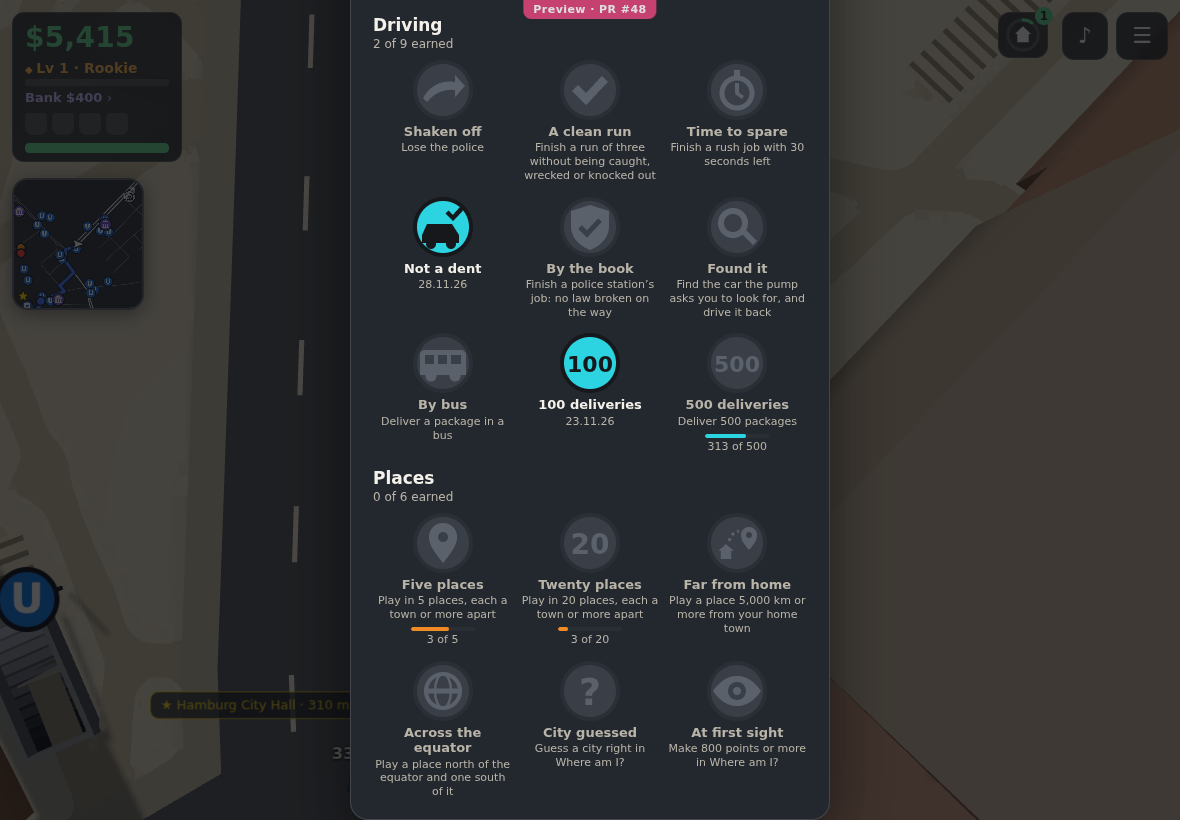 Preview · PR #48
$5,415
Lv 1 · Rookie
Bank $400 ›
1
Driving
2 of 9 earned
Shaken off
Lose the police
A clean run
Finish a run of three
without being caught,
wrecked or knocked out
Time to spare
Finish a rush job with 30
seconds left
Not a dent
28.11.26
By the book
Finish a police station’s
job: no law broken on
the way
Found it
Find the car the pump
asks you to look for, and
drive it back
By bus
Deliver a package in a
bus
100
100 deliveries
23.11.26
500
500 deliveries
Deliver 500 packages
313 of 500
Places
0 of 6 earned
Five places
Play in 5 places, each a
town or more apart
3 of 5
20
Twenty places
Play in 20 places, each a
town or more apart
3 of 20
Far from home
Play a place 5,000 km or
more from your home
town
Across the
equator
Play a place north of the
equator and one south
of it
?
City guessed
Guess a city right in
Where am I?
At first sight
Make 800 points or more
in Where am I?
U
★ Hamburg City Hall · 310 m
33